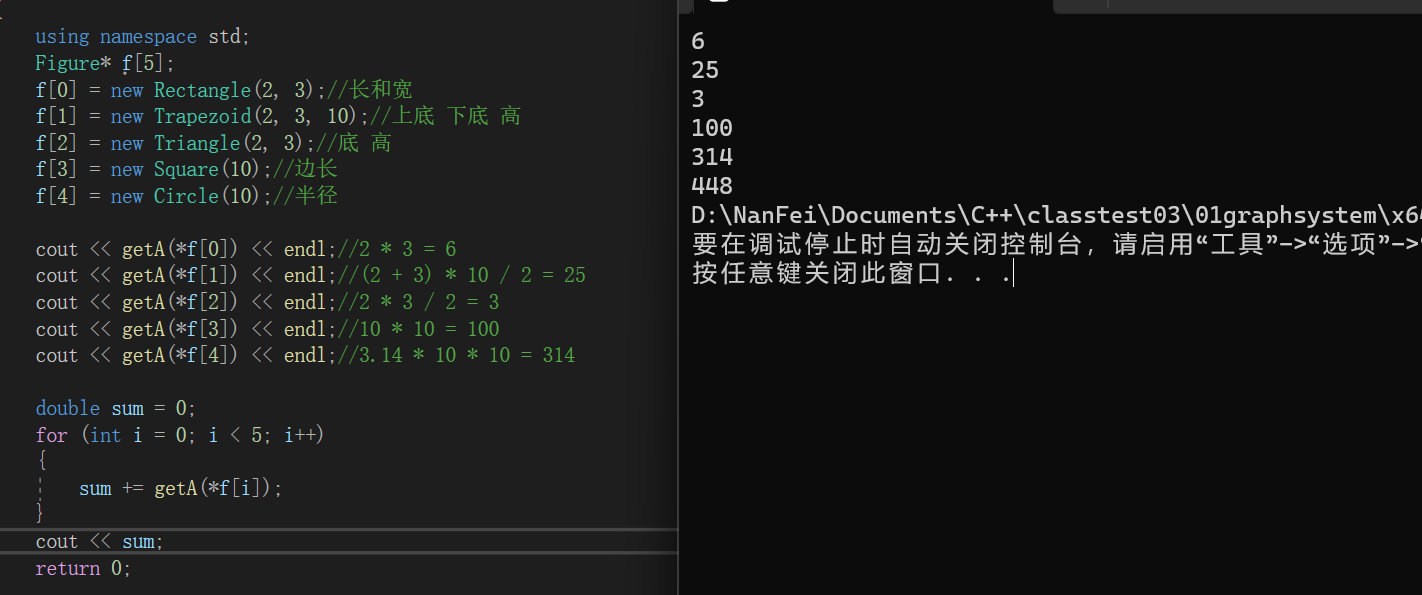 using namespace std;
Figure* f[5];
f[0] = new Rectangle(2, 3);//长和宽
f[1] = new Trapezoid(2, 3, 10);//上底 下底 高
f[2] = new Triangle(2, 3);//底 高
f[3] = new Square(10);//边长
f[4] = new Circle(10);//半径
cout << getA(*f[0]) << endl;//2 * 3 = 6
cout << getA(*f[1]) << endl;//(2 + 3) * 10 / 2 = 25
cout << getA(*f[2]) << endl;//2 * 3 / 2 = 3
cout << getA(*f[3]) << endl;//10 * 10 = 100
cout << getA(*f[4]) << endl;//3.14 * 10 * 10 = 314
double sum = 0;
for (int i = 0; i < 5; i++)
{
sum += getA(*f[i]);
}
cout << sum;
return 0;
6
25
3
100
314
448
D:\NanFei\Documents\C++\classtest03\01graphsystem\x6
要在调试停止时自动关闭控制台，请启用“工具”->“选项”->
按任意键关闭此窗口. . .